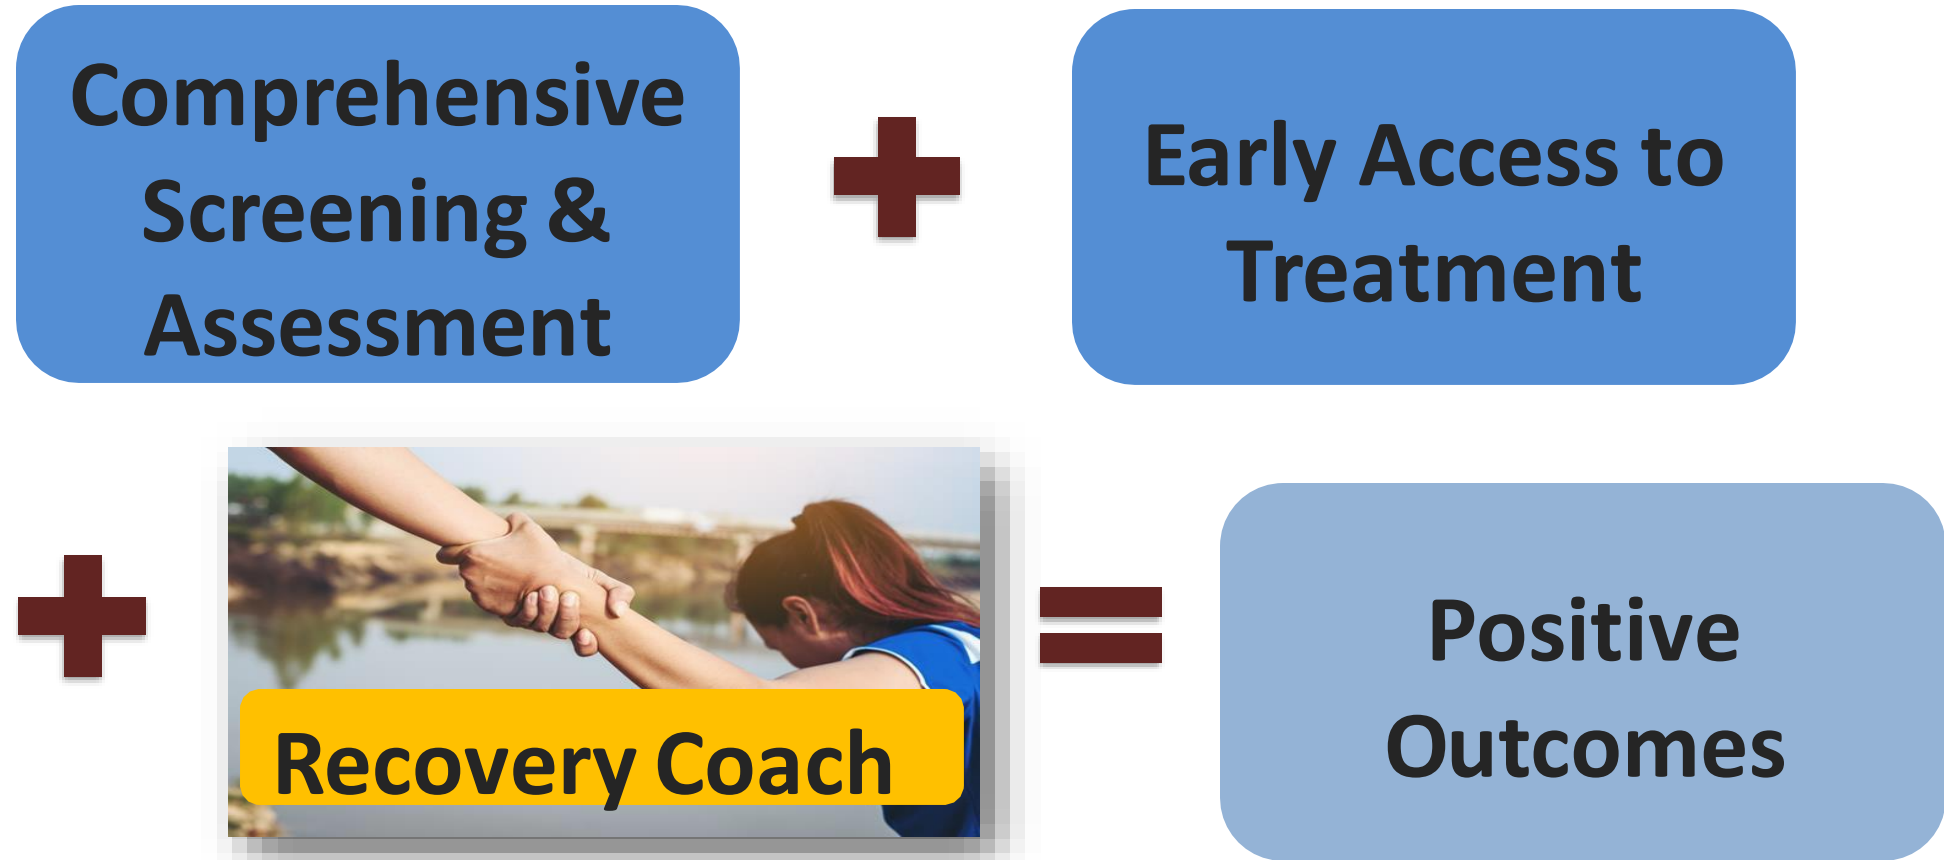 Comprehensive
Screening &
Assessment
Early Access to
Treatment
Recovery Coach
Positive
Outcomes